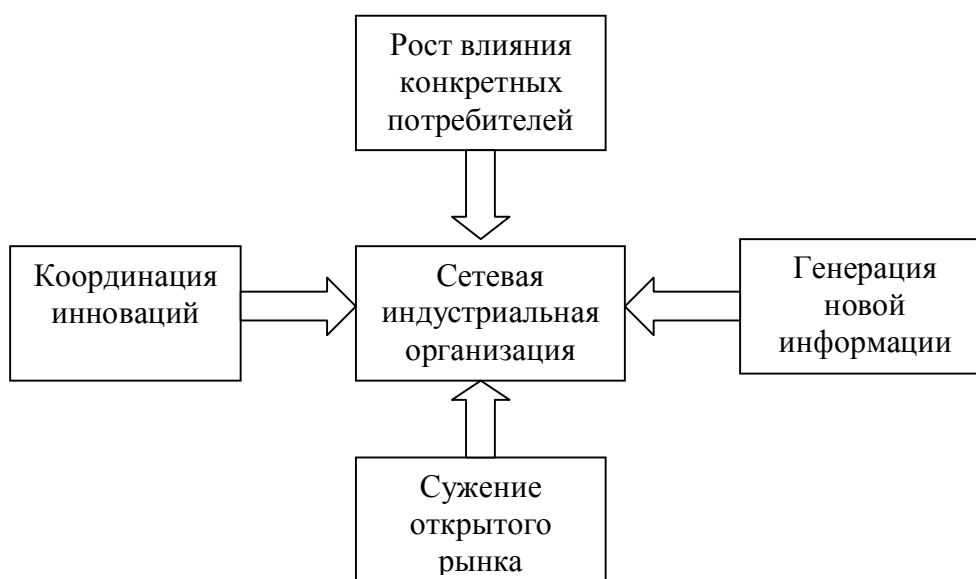 Рост влияния
конкретных
потребителей
Координация
инноваций
Сетевая
индустриальная
организация
Генерация
новой
информации
Сужение
открытого
рынка